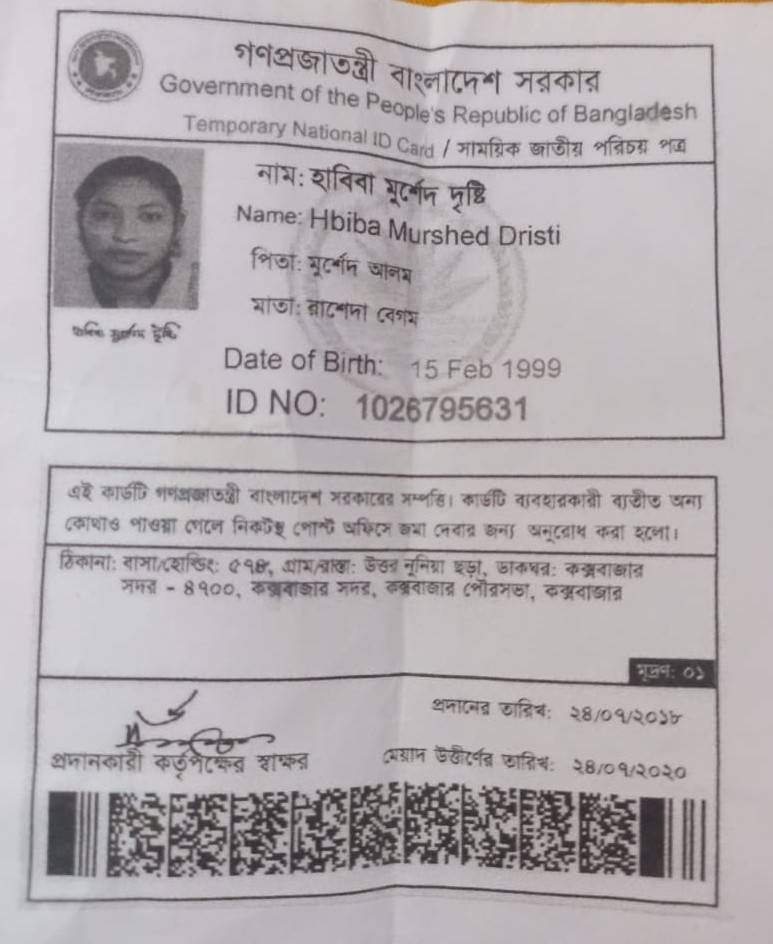 গণপ্রজাতন্ত্রী বাংলাদেশ সরকার
Government of the People's Republic of Bangladesh
Temporary National ID Card / সাময়িক জাতীয় পরিচয় পত্র
নাম: হাবিবা মুর্শেদ দৃষ্টি
Name: Hbiba Murshed Dristi
পিতা: মুর্শেদ আলম
মাতা: রাশেদা বেগম
Date of Birth: 15 Feb 1999
ID NO: 1026795631
এই কার্ডটি গণপ্রজাতন্ত্রী বাংলাদেশ সরকারের সম্পত্তি। কার্ডটি ব্যবহারকারী ব্যতীত অন্য
কোথাও পাওয়া গেলে নিকটস্থ পোস্ট অফিসে জমা দেবার জন্য অনুরোধ করা হলো।
ঠিকানা: বাসা/হোল্ডিং: ৫৭৪, গ্রাম/রাস্তা: উত্তর নুনিয়া ছড়া, ডাকঘর: কক্সবাজার
সদর - ৪৭০০, কক্সবাজার সদর, কক্সবাজার পৌরসভা, কক্সবাজার
মুদ্রণ: ০১
প্রদানের তারিখ: ২৪/০৭/২০১৮
প্রদানকারী কর্তৃপক্ষের স্বাক্ষর
মেয়াদ উত্তীর্ণের তারিখ: ২৪/০৭/২০২০